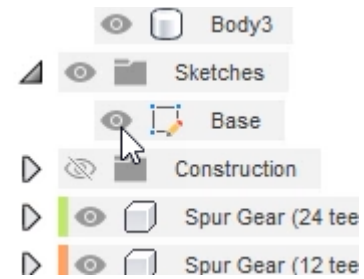 Body3
Sketches
Base
Construction
Spur Gear (24 tee
Spur Gear (12 tee